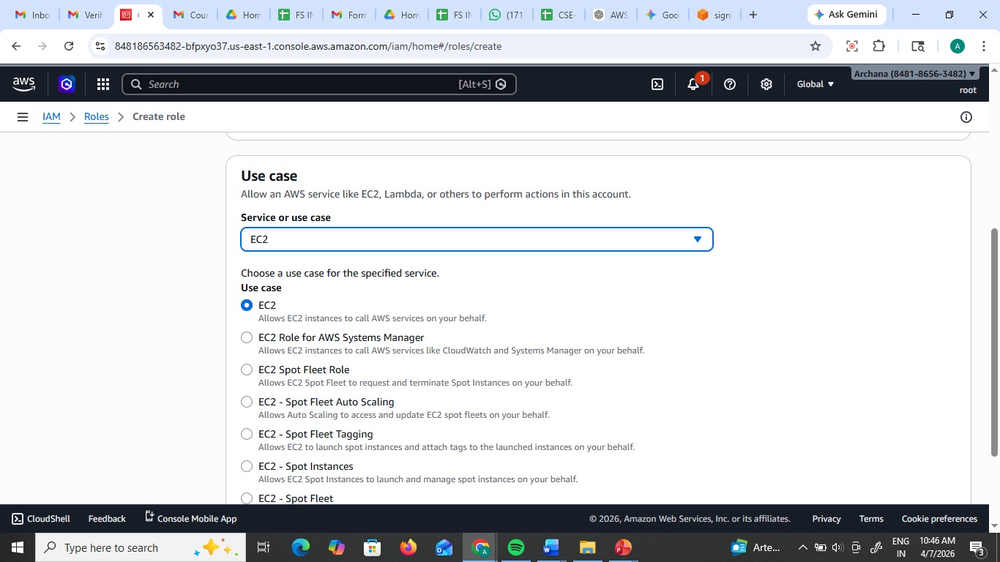 Inbo
Verif
Cour
Hom
FS IN
Form
Hom
FS IN
(171
CSE-
AWS
Goo
sign
Ask Gemini
848186563482-bfpxyo37.us-east-1.console.aws.amazon.com/iam/home#/roles/create
A
aws
Search
[Alt+S]
1
Global
Archana (8481-8656-3482)
root
IAM
Roles
Create role
Use case
Allow an AWS service like EC2, Lambda, or others to perform actions in this account.
Service or use case
EC2
Choose a use case for the specified service.
Use case
EC2
Allows EC2 instances to call AWS services on your behalf.
EC2 Role for AWS Systems Manager
Allows EC2 instances to call AWS services like CloudWatch and Systems Manager on your behalf.
EC2 Spot Fleet Role
Allows EC2 Spot Fleet to request and terminate Spot Instances on your behalf.
EC2 - Spot Fleet Auto Scaling
Allows Auto Scaling to access and update EC2 spot fleets on your behalf.
EC2 - Spot Fleet Tagging
Allows EC2 to launch spot instances and attach tags to the launched instances on your behalf.
EC2 - Spot Instances
Allows EC2 Spot Instances to launch and manage spot instances on your behalf.
EC2 - Spot Fleet
CloudShell
Feedback
Console Mobile App
© 2026, Amazon Web Services, Inc. or its affiliates.
Privacy
Terms
Cookie preferences
Type here to search
Arte...
ENG
IN
10:46 AM
4/7/2026
3